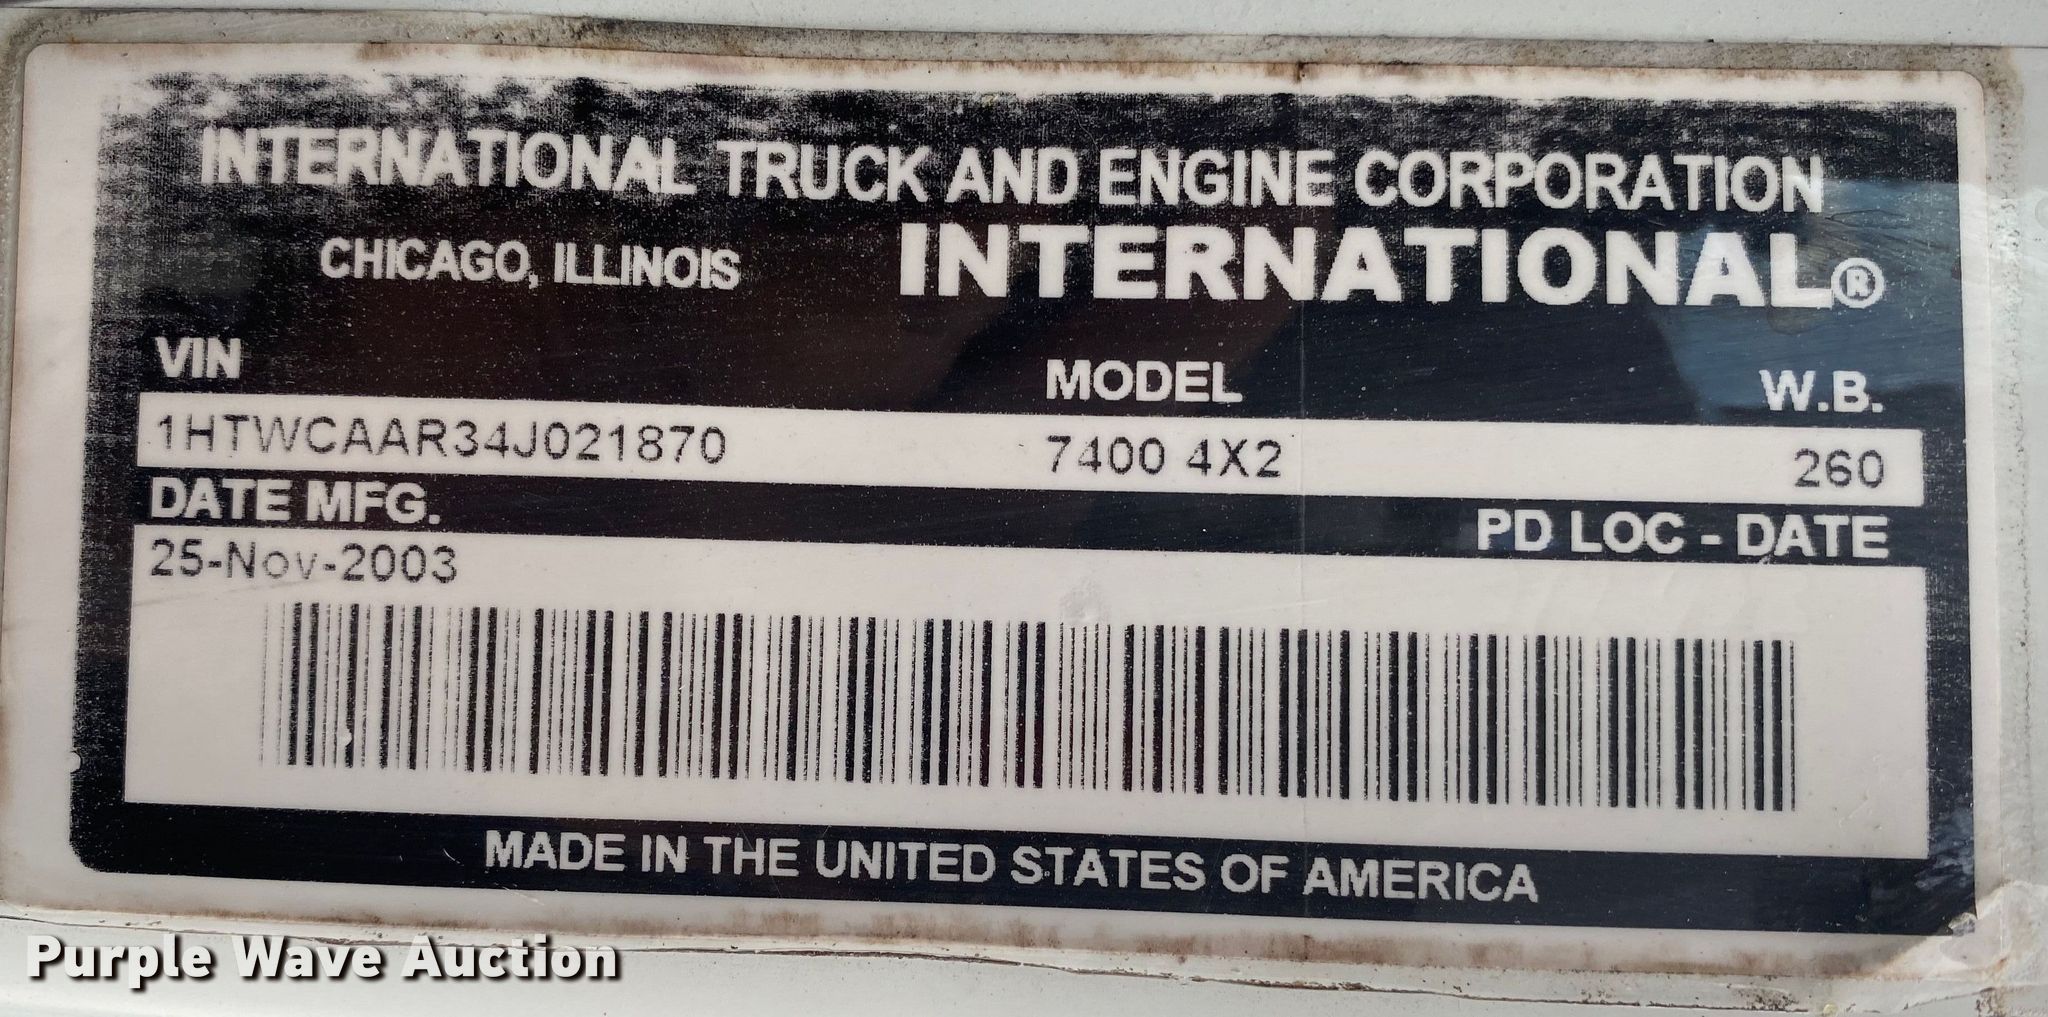 INTERNATIONAL TRUCK AND ENGINE CORPORATION
CHICAGO, ILLINOIS INTERNATIONAL®
VIN MODEL W.B.
1HTWCAAR34J021870 7400 4X2 260
DATE MFG. PD LOC - DATE
25-Nov-2003
MADE IN THE UNITED STATES OF AMERICA
Purple Wave Auction